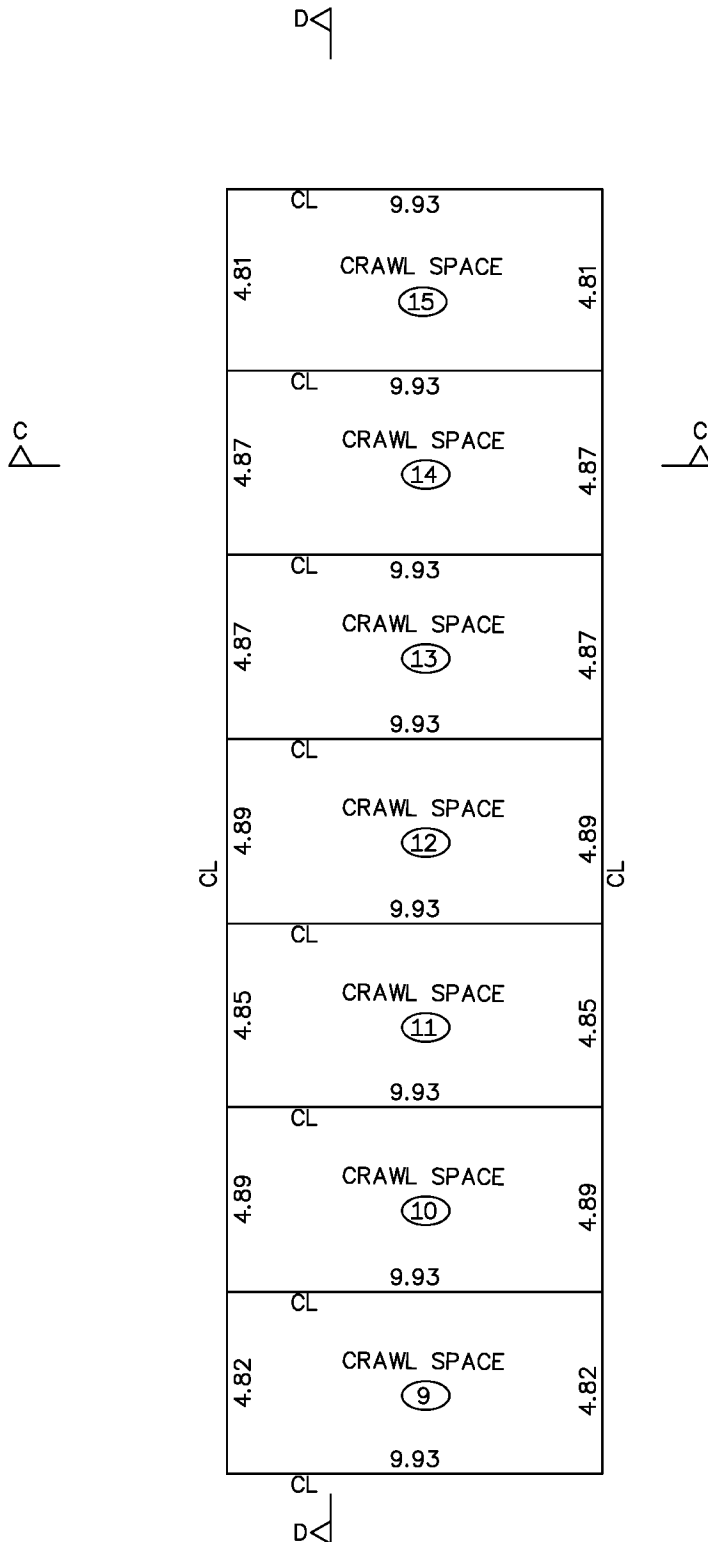 D
CL 9.93
CRAWL SPACE
4.81 4.81
15
CL 9.93
C C
CRAWL SPACE
4.87 4.87
14
CL 9.93
CRAWL SPACE
4.87 4.87
13
9.93
CL
CRAWL SPACE
4.89 4.89
12
CL CL
9.93
CL
CRAWL SPACE
4.85 4.85
11
9.93
CL
CRAWL SPACE
4.89 4.89
10
9.93
CL
CRAWL SPACE
4.82 4.82
9
9.93
CL
D